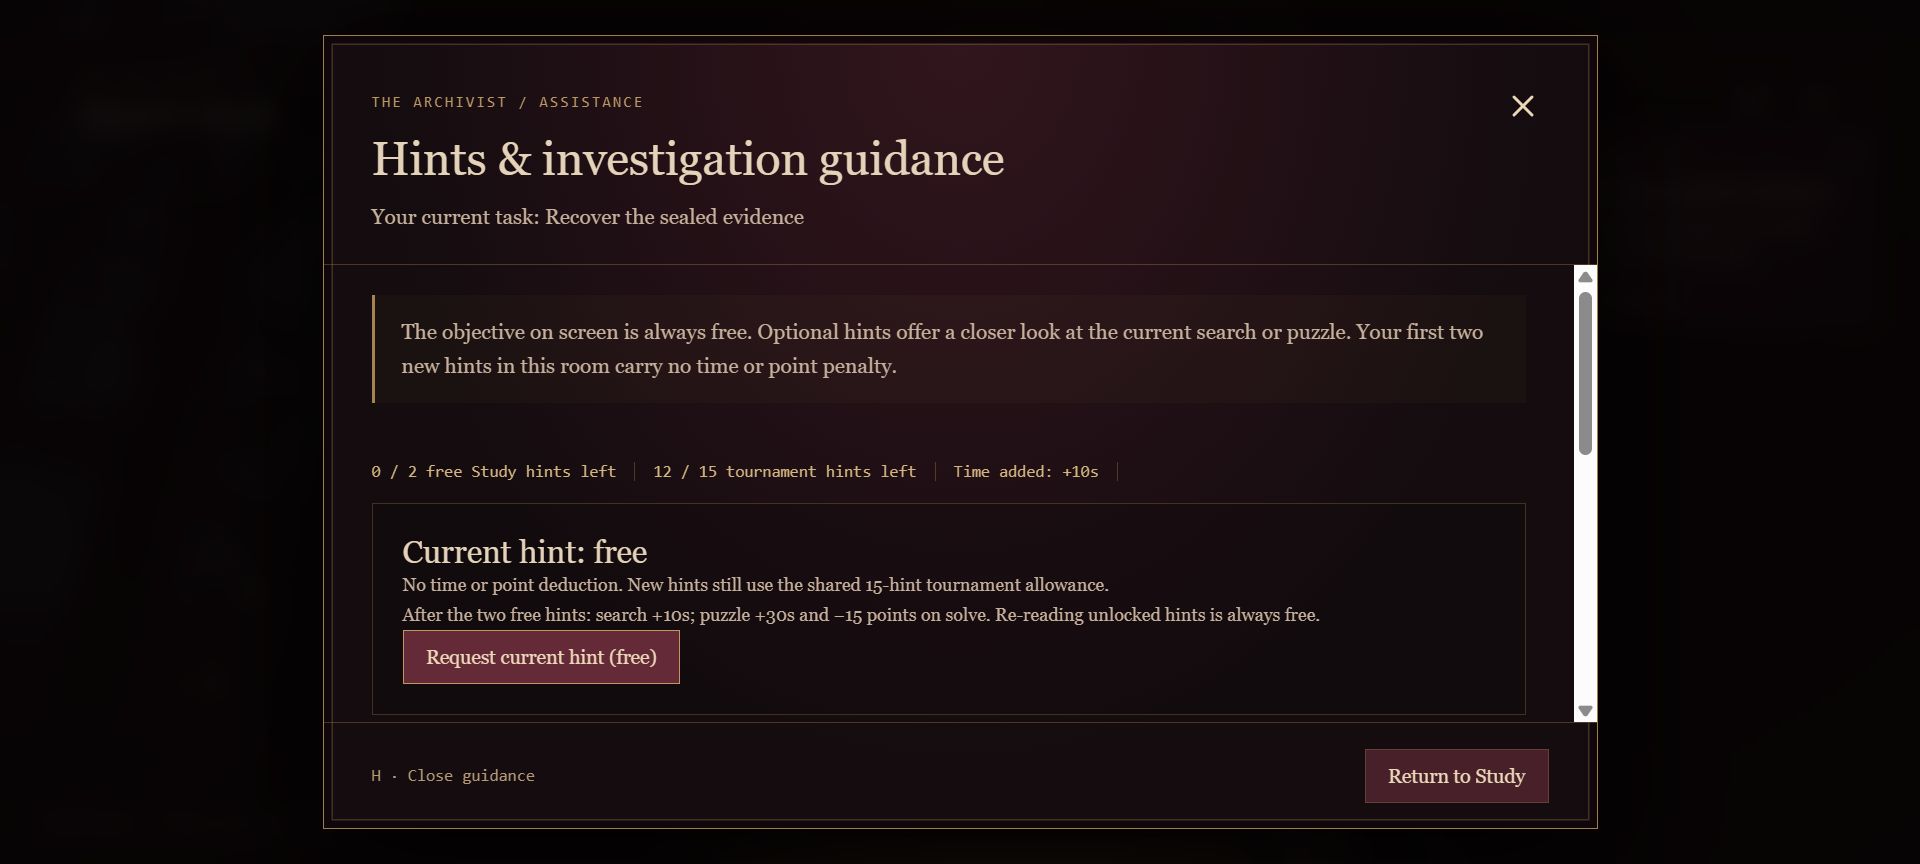 THE ARCHIVIST / ASSISTANCE
Hints & investigation guidance
Your current task: Recover the sealed evidence
The objective on screen is always free. Optional hints offer a closer look at the current search or puzzle. Your first two
new hints in this room carry no time or point penalty.
0 / 2 free Study hints left
12 / 15 tournament hints left
Time added: +10s
Current hint: free
No time or point deduction. New hints still use the shared 15-hint tournament allowance.
After the two free hints: search +10s; puzzle +30s and −15 points on solve. Re-reading unlocked hints is always free.
Request current hint (free)
H · Close guidance
Return to Study